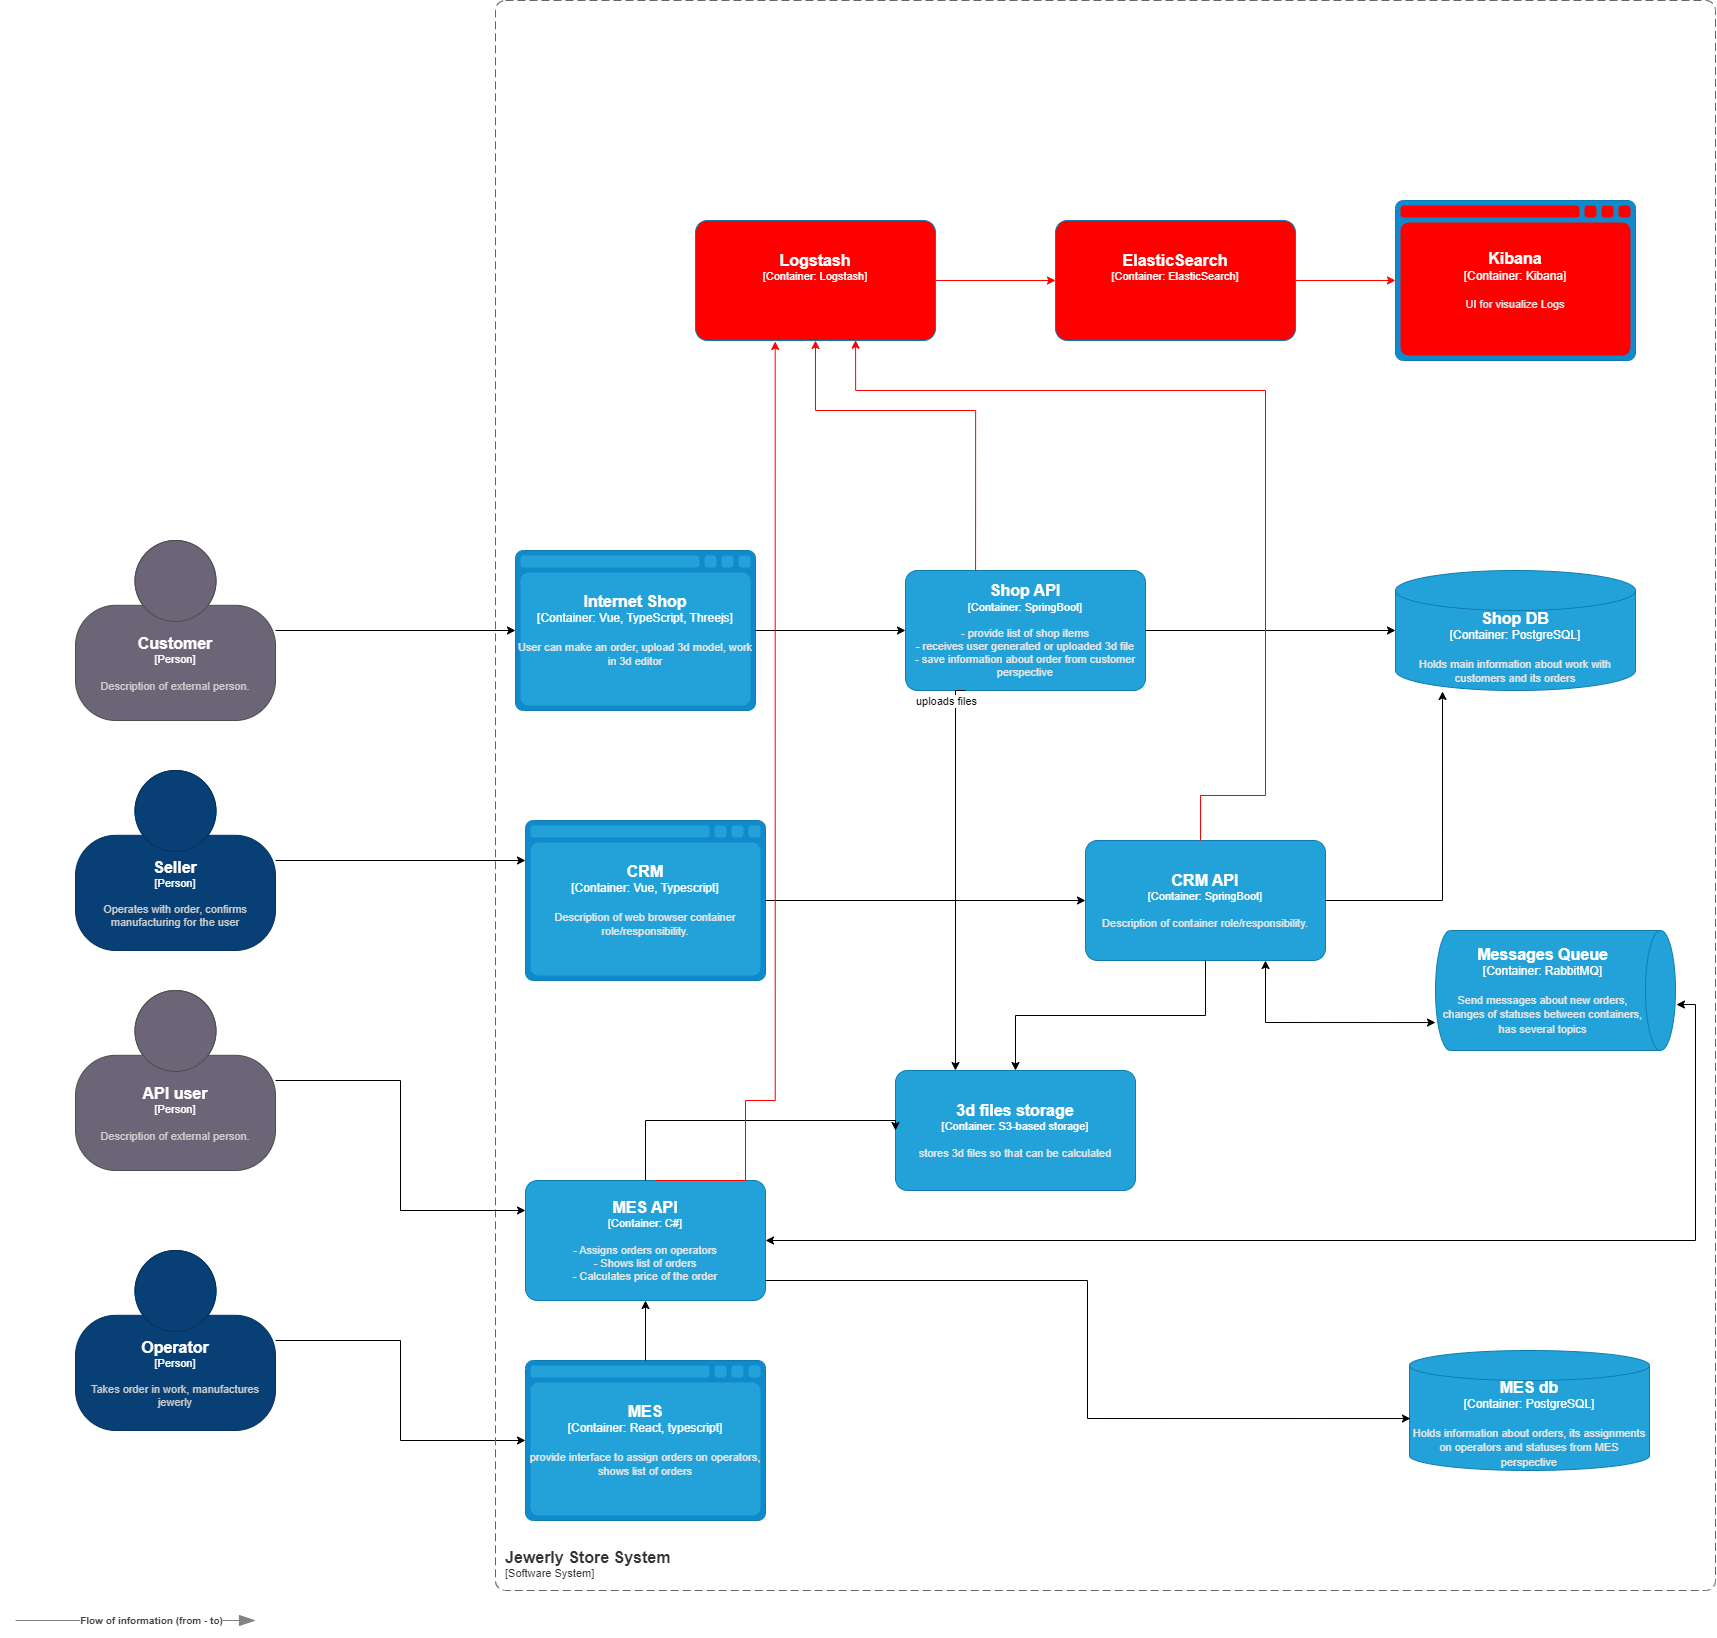 Logstash
[Container: Logstash]
ElasticSearch
[Container: ElasticSearch]
Kibana
[Container: Kibana]
UI for visualize Logs
Customer
[Person]
Description of external person.
Internet Shop
[Container: Vue, TypeScript, Threejs]
User can make an order, upload 3d model, work
in 3d editor
Shop API
[Container: SpringBoot]
- provide list of shop items
- receives user generated or uploaded 3d file
- save information about order from customer
perspective
uploads files
Shop DB
[Container: PostgreSQL]
Holds main information about work with
customers and its orders
Seller
[Person]
Operates with order, confirms
manufacturing for the user
CRM
[Container: Vue, Typescript]
Description of web browser container
role/responsibility.
CRM API
[Container: SpringBoot]
Description of container role/responsibility.
Messages Queue
[Container: RabbitMQ]
Send messages about new orders,
changes of statuses between containers,
has several topics
API user
[Person]
Description of external person.
3d files storage
[Container: S3-based storage]
stores 3d files so that can be calculated
MES API
[Container: C#]
- Assigns orders on operators
- Shows list of orders
- Calculates price of the order
Operator
[Person]
Takes order in work, manufactures
jewerly
MES
[Container: React, typescript]
provide interface to assign orders on operators,
shows list of orders
MES db
[Container: PostgreSQL]
Holds information about orders, its assignments
on operators and statuses from MES
perspective
Jewerly Store System
[Software System]
Flow of information (from - to)